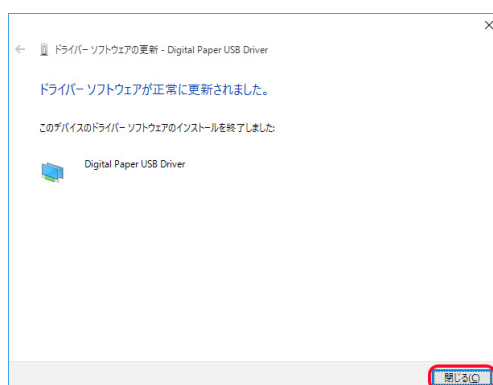 ドライバー ソフトウェアの更新 - Digital Paper USB Driver
ドライバー ソフトウェアが正常に更新されました。
このデバイスのドライバー ソフトウェアのインストールを終了しました:
Digital Paper USB Driver
閉じる(C)